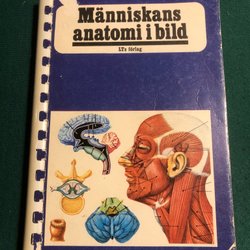 Människans
anatomi i bild
LTs förlag